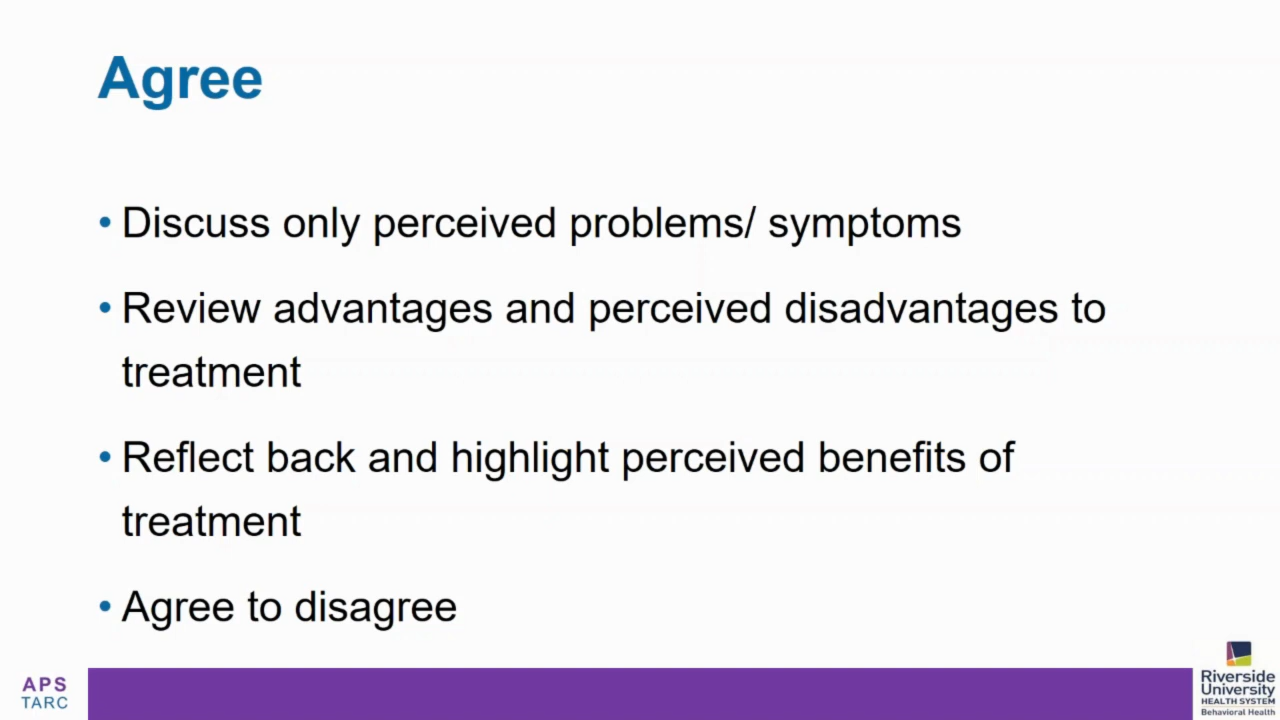 Agree
• Discuss only perceived problems/ symptoms
• Review advantages and perceived disadvantages to
treatment
• Reflect back and highlight perceived benefits of
treatment
• Agree to disagree
APS
TARC
Riverside
University
HEALTH SYSTEM
Behavioral Health